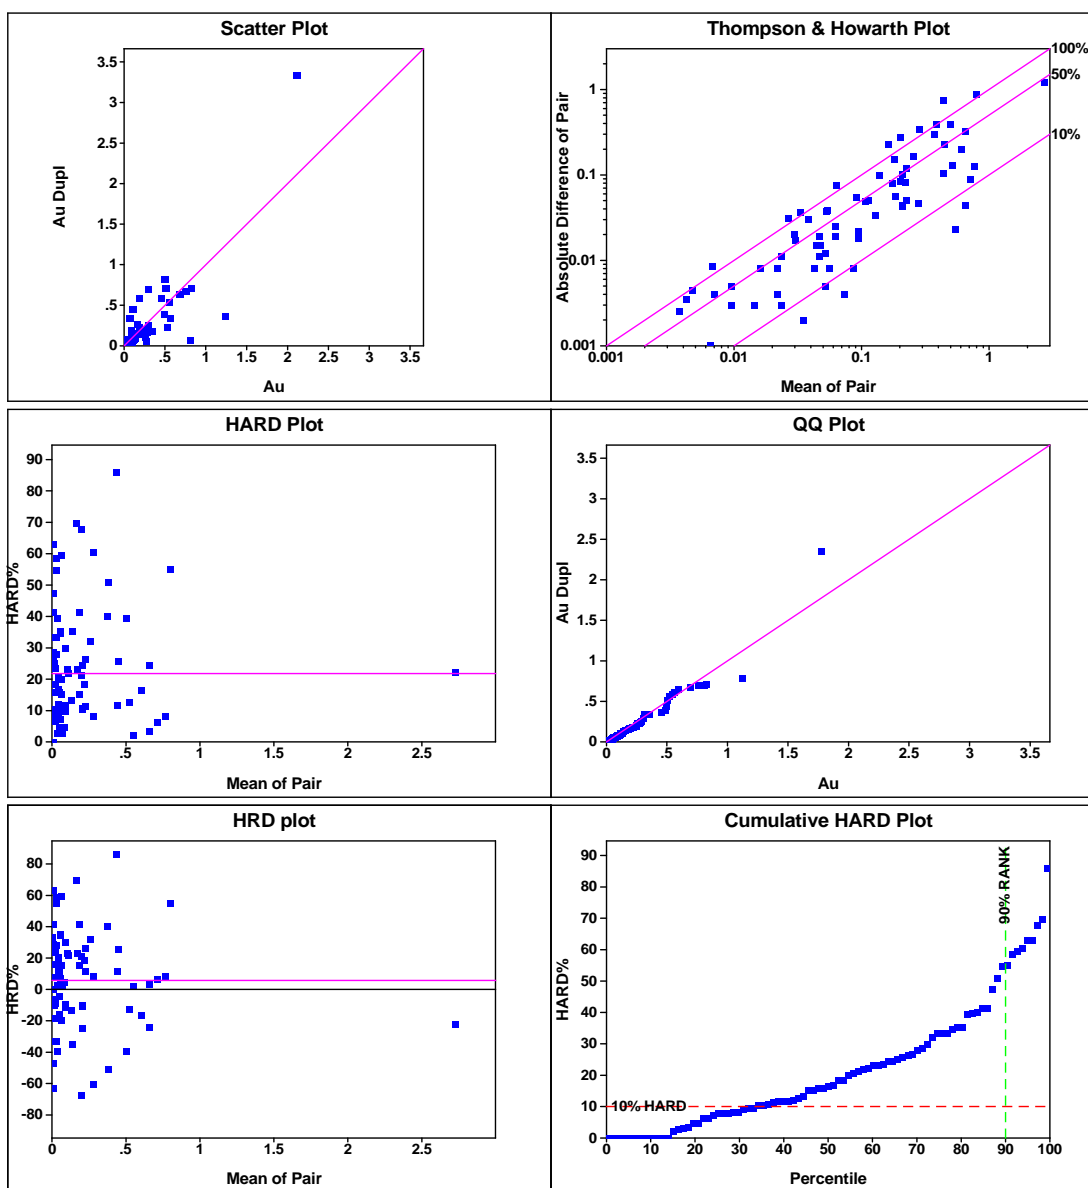 Scatter Plot
3.5
3
2.5
2
1.5
1
.5
0
0 .5 1 1.5 2 2.5 3 3.5
Au Dupl
Au
Thompson & Howarth Plot
100%
50%
10%
1
0.1
0.01
0.001
0.001 0.01 0.1 1
Absolute Difference of Pair
Mean of Pair
HARD Plot
90
80
70
60
50
40
30
20
10
0
0 .5 1 1.5 2 2.5
HARD%
Mean of Pair
QQ Plot
3.5
3
2.5
2
1.5
1
.5
0
0 .5 1 1.5 2 2.5 3 3.5
Au Dupl
Au
HRD plot
80
60
40
20
0
-20
-40
-60
-80
0 .5 1 1.5 2 2.5
HRD%
Mean of Pair
Cumulative HARD Plot
90
80
70
60
50
40
30
20
10
0
90% RANK
10% HARD
0 10 20 30 40 50 60 70 80 90 100
HARD%
Percentile